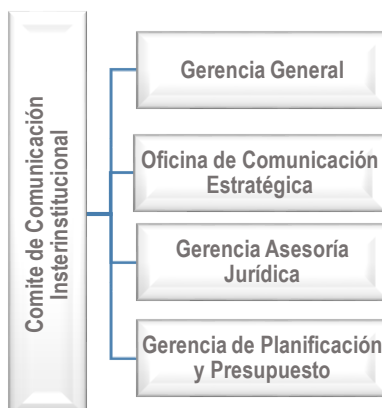 Comite de Comunicación
Insterinstitucional
Gerencia General
Oficina de Comunicación
Estratégica
Gerencia Asesoría
Jurídica
Gerencia de Planificación
y Presupuesto